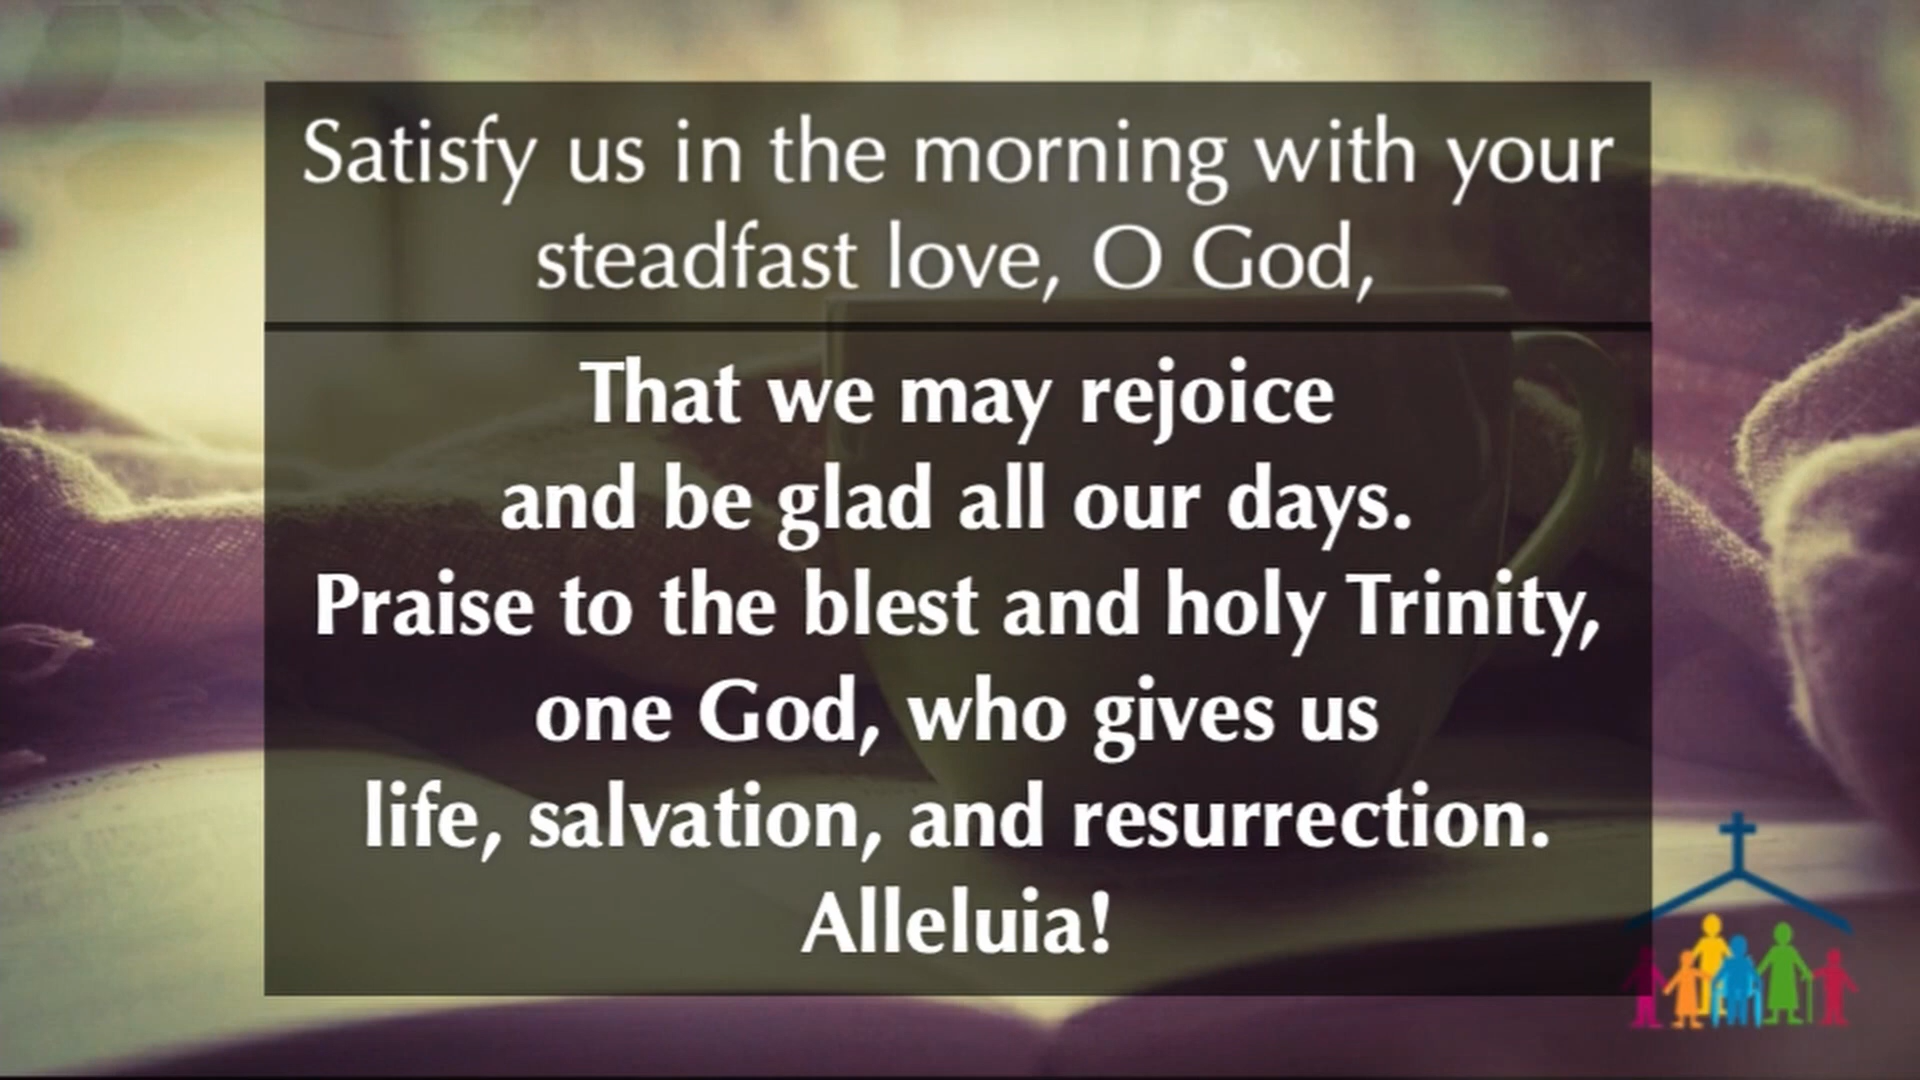 Satisfy us in the morning with your
steadfast love, O God,
That we may rejoice
and be glad all our days.
Praise to the blest and holy Trinity,
one God, who gives us
life, salvation, and resurrection.
Alleluia!